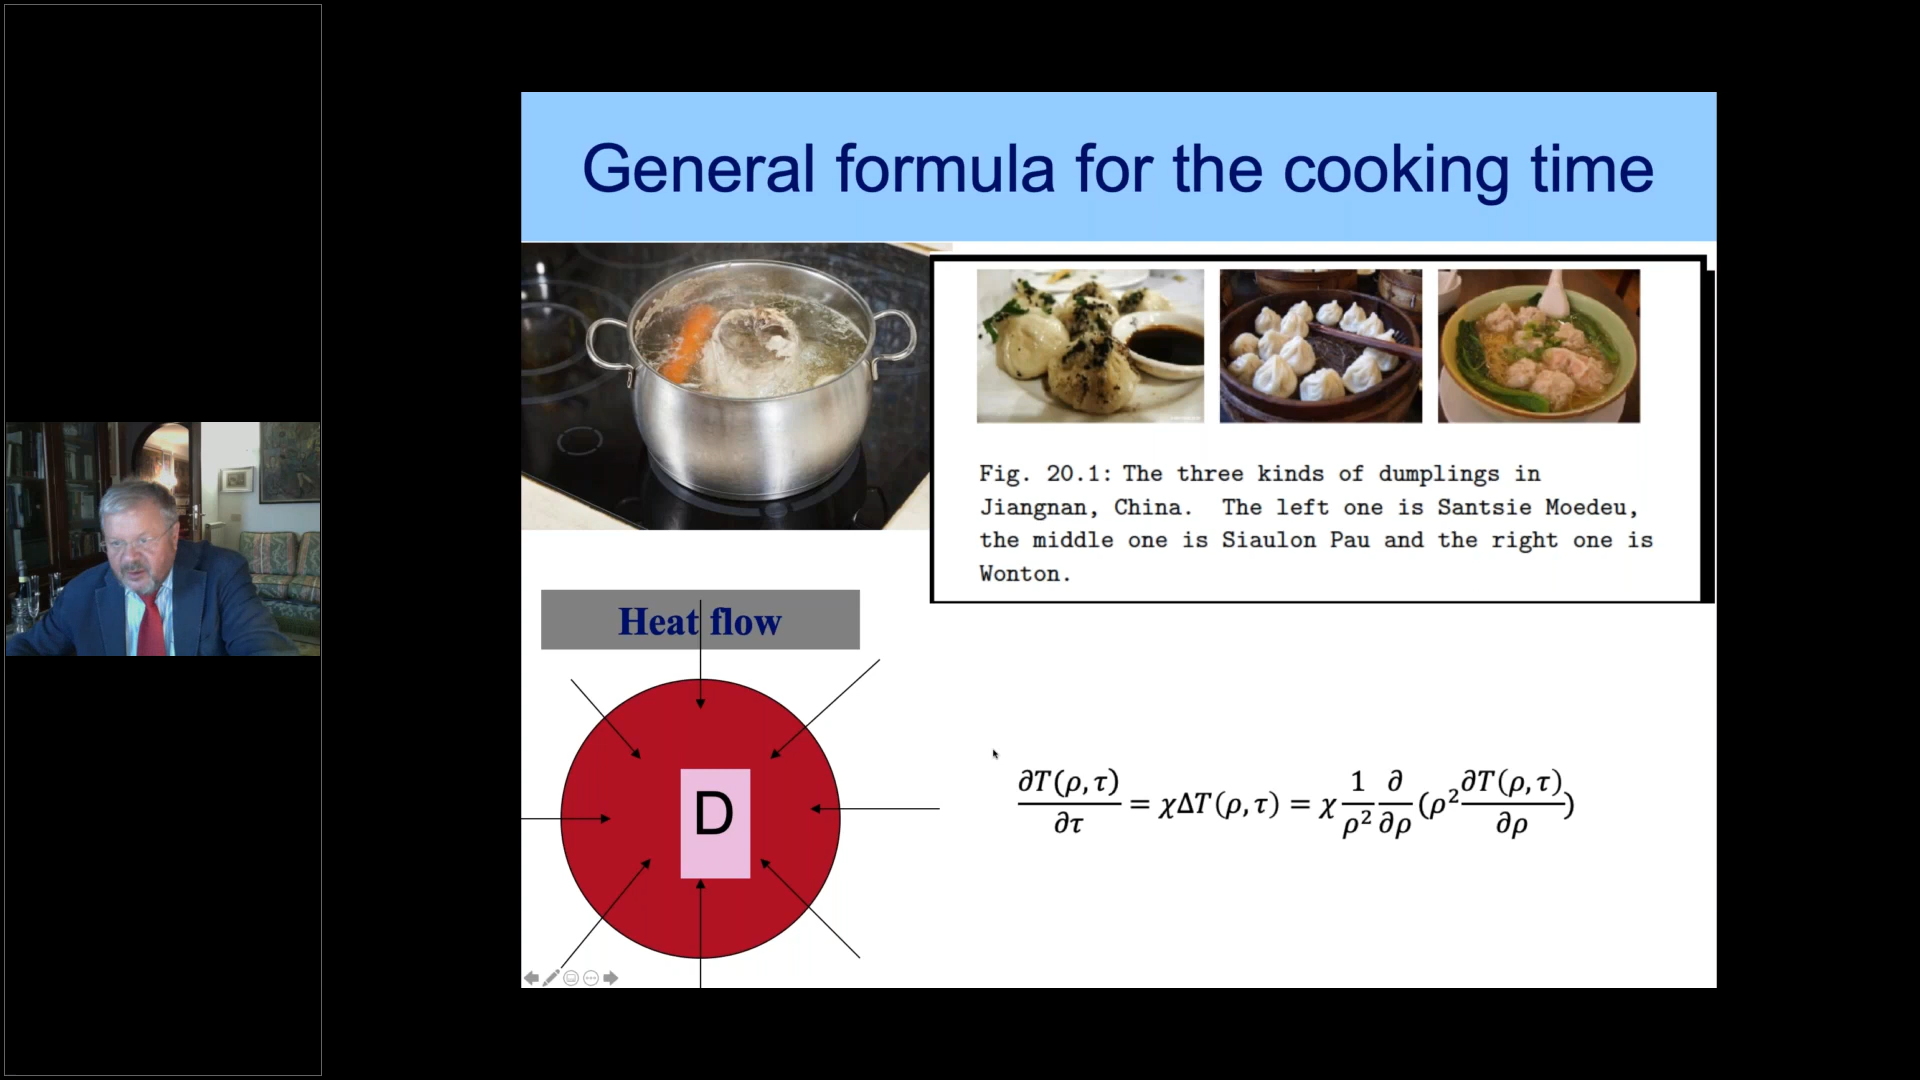 General formula for the cooking time
Fig. 20.1: The three kinds of dumplings in
Jiangnan, China. The left one is Santsie Moedeu,
the middle one is Siaulon Pau and the right one is
Wonton.
Heat flow
D
∂T(ρ,τ)/∂τ = χΔT(ρ,τ) = χ 1/ρ² ∂/∂ρ (ρ² ∂T(ρ,τ)/∂ρ)